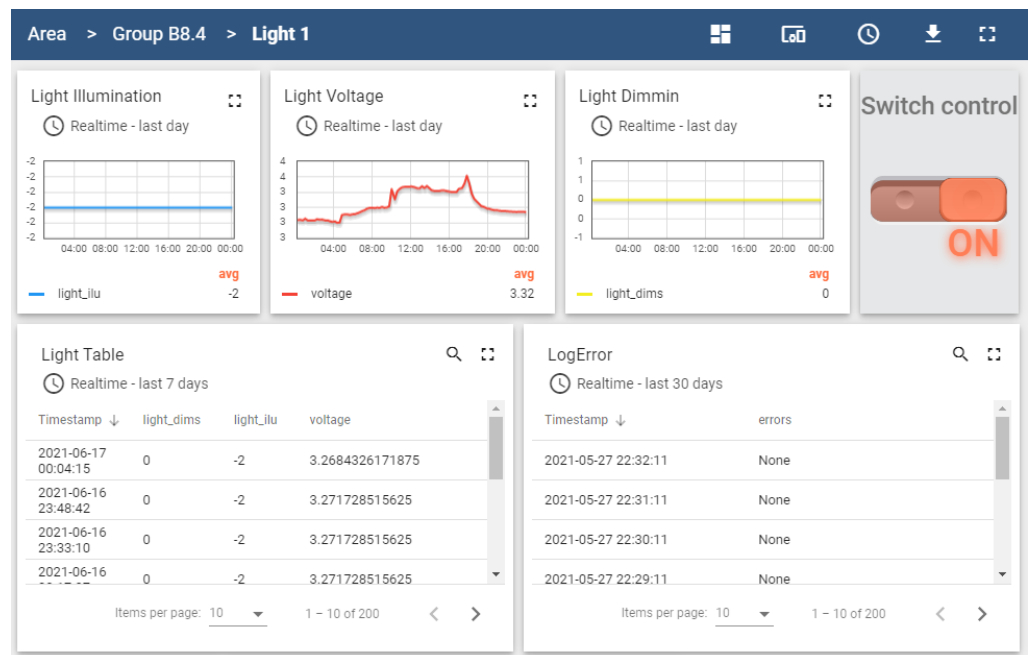 Area > Group B8.4 > Light 1
Light Illumination
Realtime - last day
-2
-2
-2
-2
-2
-2
04:00 08:00 12:00 16:00 20:00 00:00
avg
light_ilu -2
Light Voltage
Realtime - last day
4
4
3
3
3
3
04:00 08:00 12:00 16:00 20:00 00:00
avg
voltage 3.32
Light Dimmin
Realtime - last day
1
1
0
0
-1
04:00 08:00 12:00 16:00 20:00 00:00
avg
light_dims 0
Switch control
ON
Light Table
Realtime - last 7 days
Timestamp light_dims light_ilu voltage
2021-06-17 00:04:15 0 -2 3.2684326171875
2021-06-16 23:48:42 0 -2 3.271728515625
2021-06-16 23:33:10 0 -2 3.271728515625
2021-06-16 0 -2 3.271728515625
Items per page: 10 1 – 10 of 200
LogError
Realtime - last 30 days
Timestamp errors
2021-05-27 22:32:11 None
2021-05-27 22:31:11 None
2021-05-27 22:30:11 None
2021-05-27 22:29:11 None
Items per page: 10 1 – 10 of 200